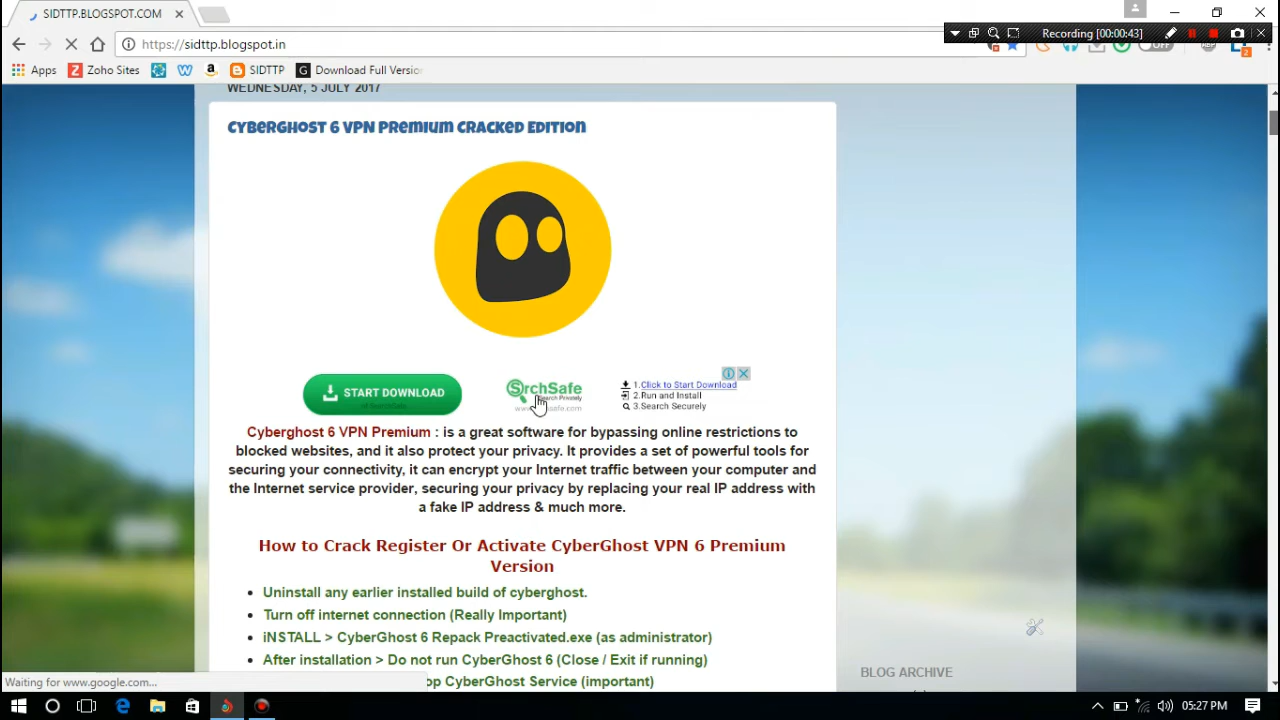 SIDTTP.BLOGSPOT.COM
Recording [00:00:43]
https://sidttp.blogspot.in
OFF
ABP
2
Apps
Zoho Sites
SIDTTP
Download Full Versio
WEDNESDAY, 5 JULY 2017
CyberGhost 6 VPN Premium Cracked Edition
START DOWNLOAD
SrchSafe
Search Privately
1.Click to Start Download
2.Run and Install
3.Search Securely
Cyberghost 6 VPN Premium : is a great software for bypassing online restrictions to
blocked websites, and it also protect your privacy. It provides a set of powerful tools for
securing your connectivity, it can encrypt your Internet traffic between your computer and
the Internet service provider, securing your privacy by replacing your real IP address with
a fake IP address & much more.
How to Crack Register Or Activate CyberGhost VPN 6 Premium
Version
Uninstall any earlier installed build of cyberghost.
Turn off internet connection (Really Important)
iNSTALL > CyberGhost 6 Repack Preactivated.exe (as administrator)
After installation > Do not run CyberGhost 6 (Close / Exit if running)
op CyberGhost Service (important)
BLOG ARCHIVE
Waiting for www.google.com...
05:27 PM